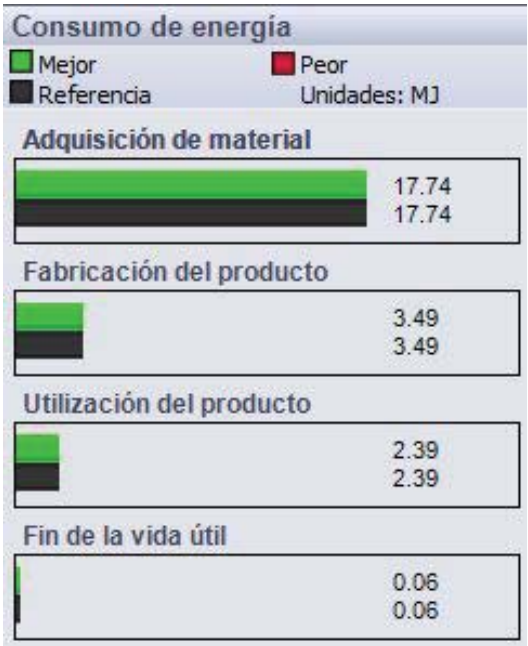 Consumo de energía
Mejor Peor
Referencia Unidades: MJ
Adquisición de material
17.74
17.74
Fabricación del producto
3.49
3.49
Utilización del producto
2.39
2.39
Fin de la vida útil
0.06
0.06